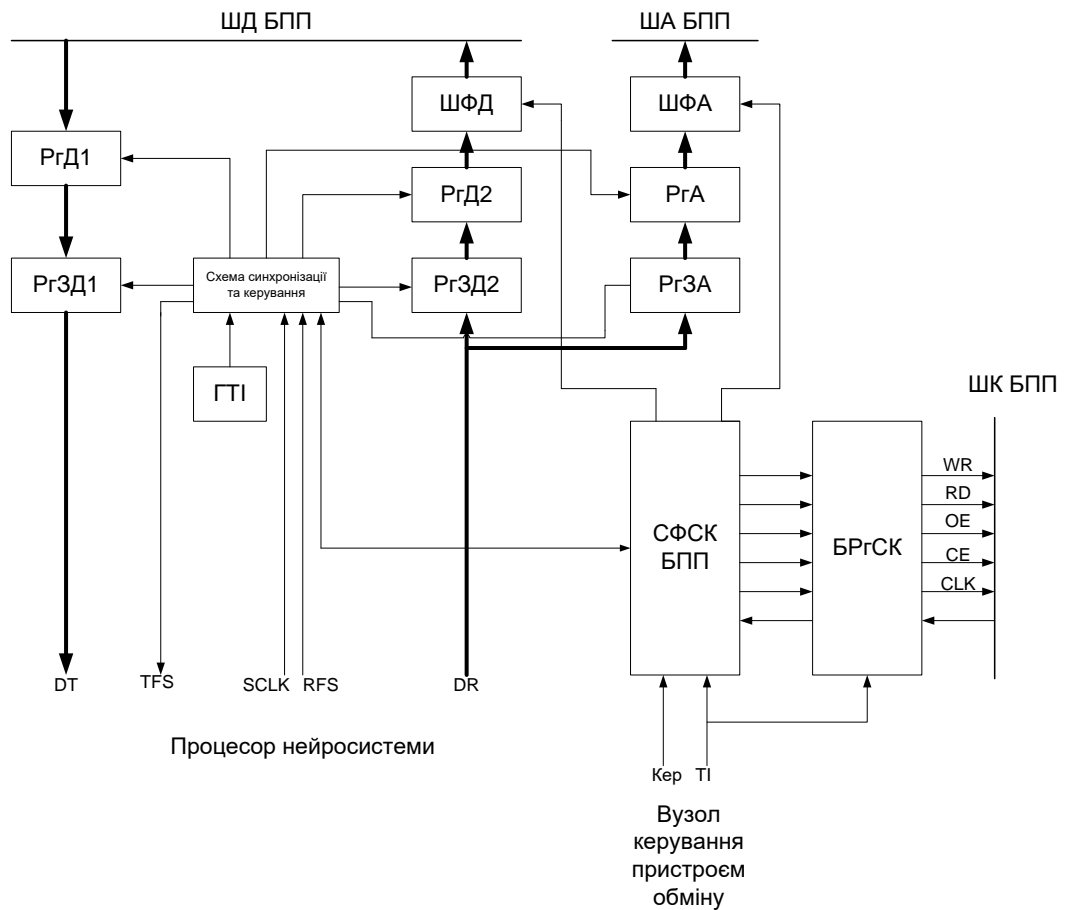 ШД БПП
ША БПП
ШФД
ШФА
РгД1
РгД2
РгА
РгЗД1
Схема синхронізації
та керування
РгЗД2
РгЗА
ГТІ
ШК БПП
СФСК
БПП
БРгСК
WR
RD
OE
CE
CLK
DT
TFS
SCLK
RFS
DR
Процесор нейросистеми
Кер
ТІ
Вузол
керування
пристроєм
обміну